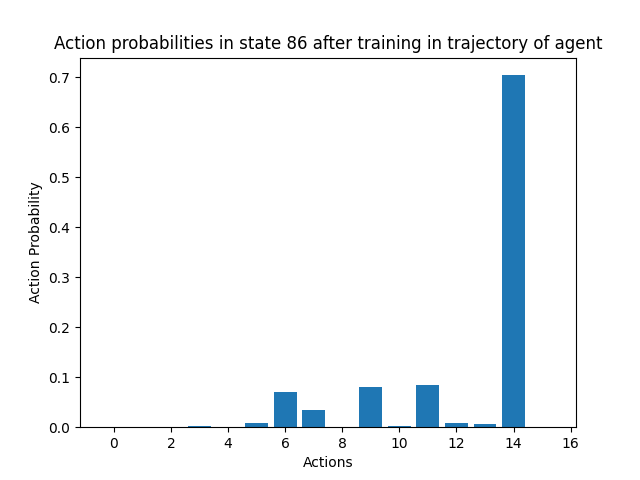 Action probabilities in state 86 after training in trajectory of agent
0.7
0.6
0.5
0.4
0.3
0.2
0.1
0.0
Action Probability
0 2 4 6 8 10 12 14 16
Actions